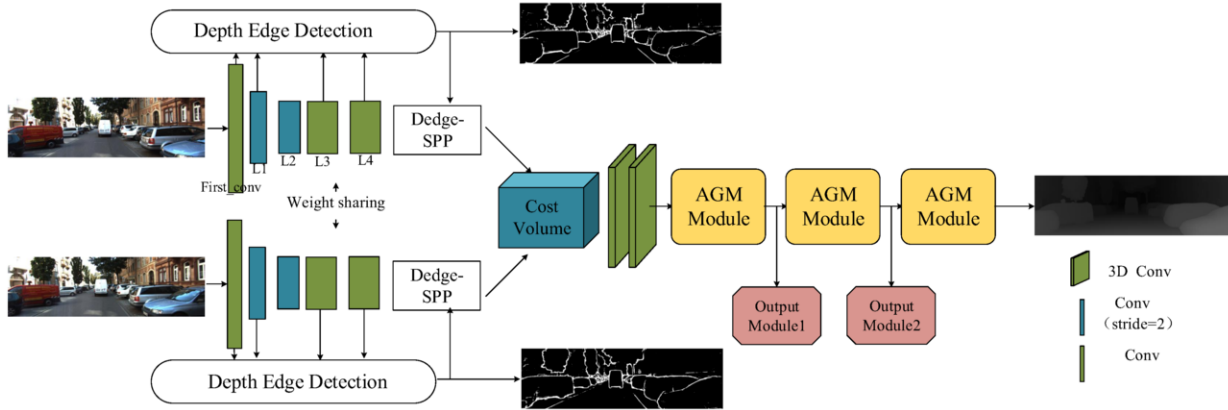 Depth Edge Detection
Dedge-
SPP
L1
L2
L3
L4
First_conv
Weight sharing
Cost
Volume
AGM
Module
AGM
Module
AGM
Module
Dedge-
SPP
Output
Module1
Output
Module2
3D Conv
Conv
(stride=2)
Conv
Depth Edge Detection